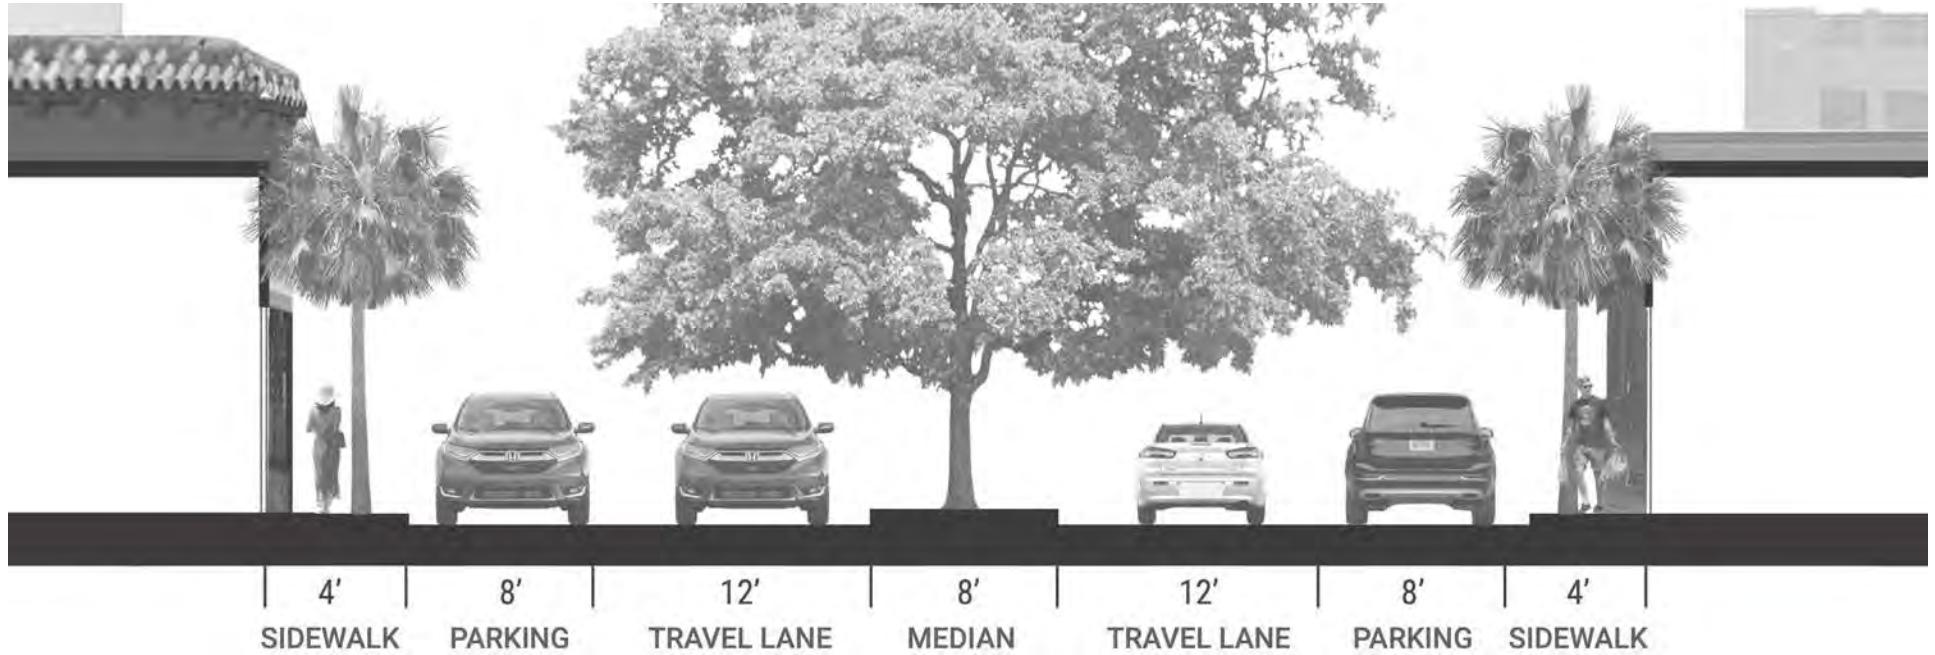 4’ 8’ 12’ 8’ 12’ 8’ 4’
SIDEWALK PARKING TRAVEL LANE MEDIAN TRAVEL LANE PARKING SIDEWALK